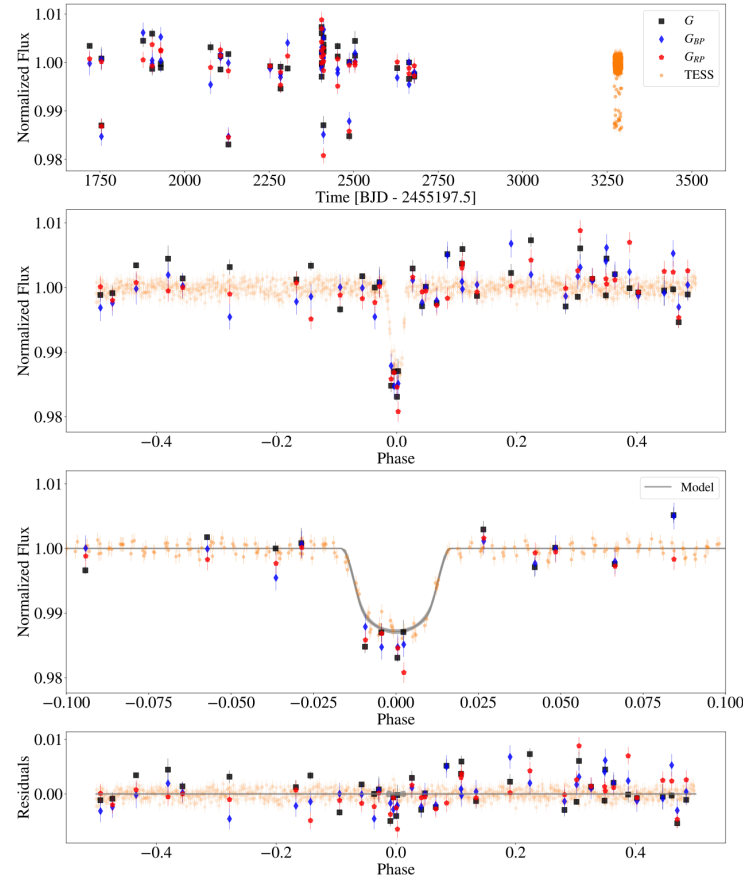 1.01
1.00
0.99
0.98
Normalized Flux
G
G_BP
G_RP
TESS
1750 2000 2250 2500 2750 3000 3250 3500
Time [BJD - 2455197.5]
1.01
1.00
0.99
0.98
Normalized Flux
−0.4 −0.2 0.0 0.2 0.4
Phase
1.01
1.00
0.99
0.98
Normalized Flux
Model
−0.100 −0.075 −0.050 −0.025 0.000 0.025 0.050 0.075 0.100
Phase
0.01
0.00
Residuals
−0.4 −0.2 0.0 0.2 0.4
Phase